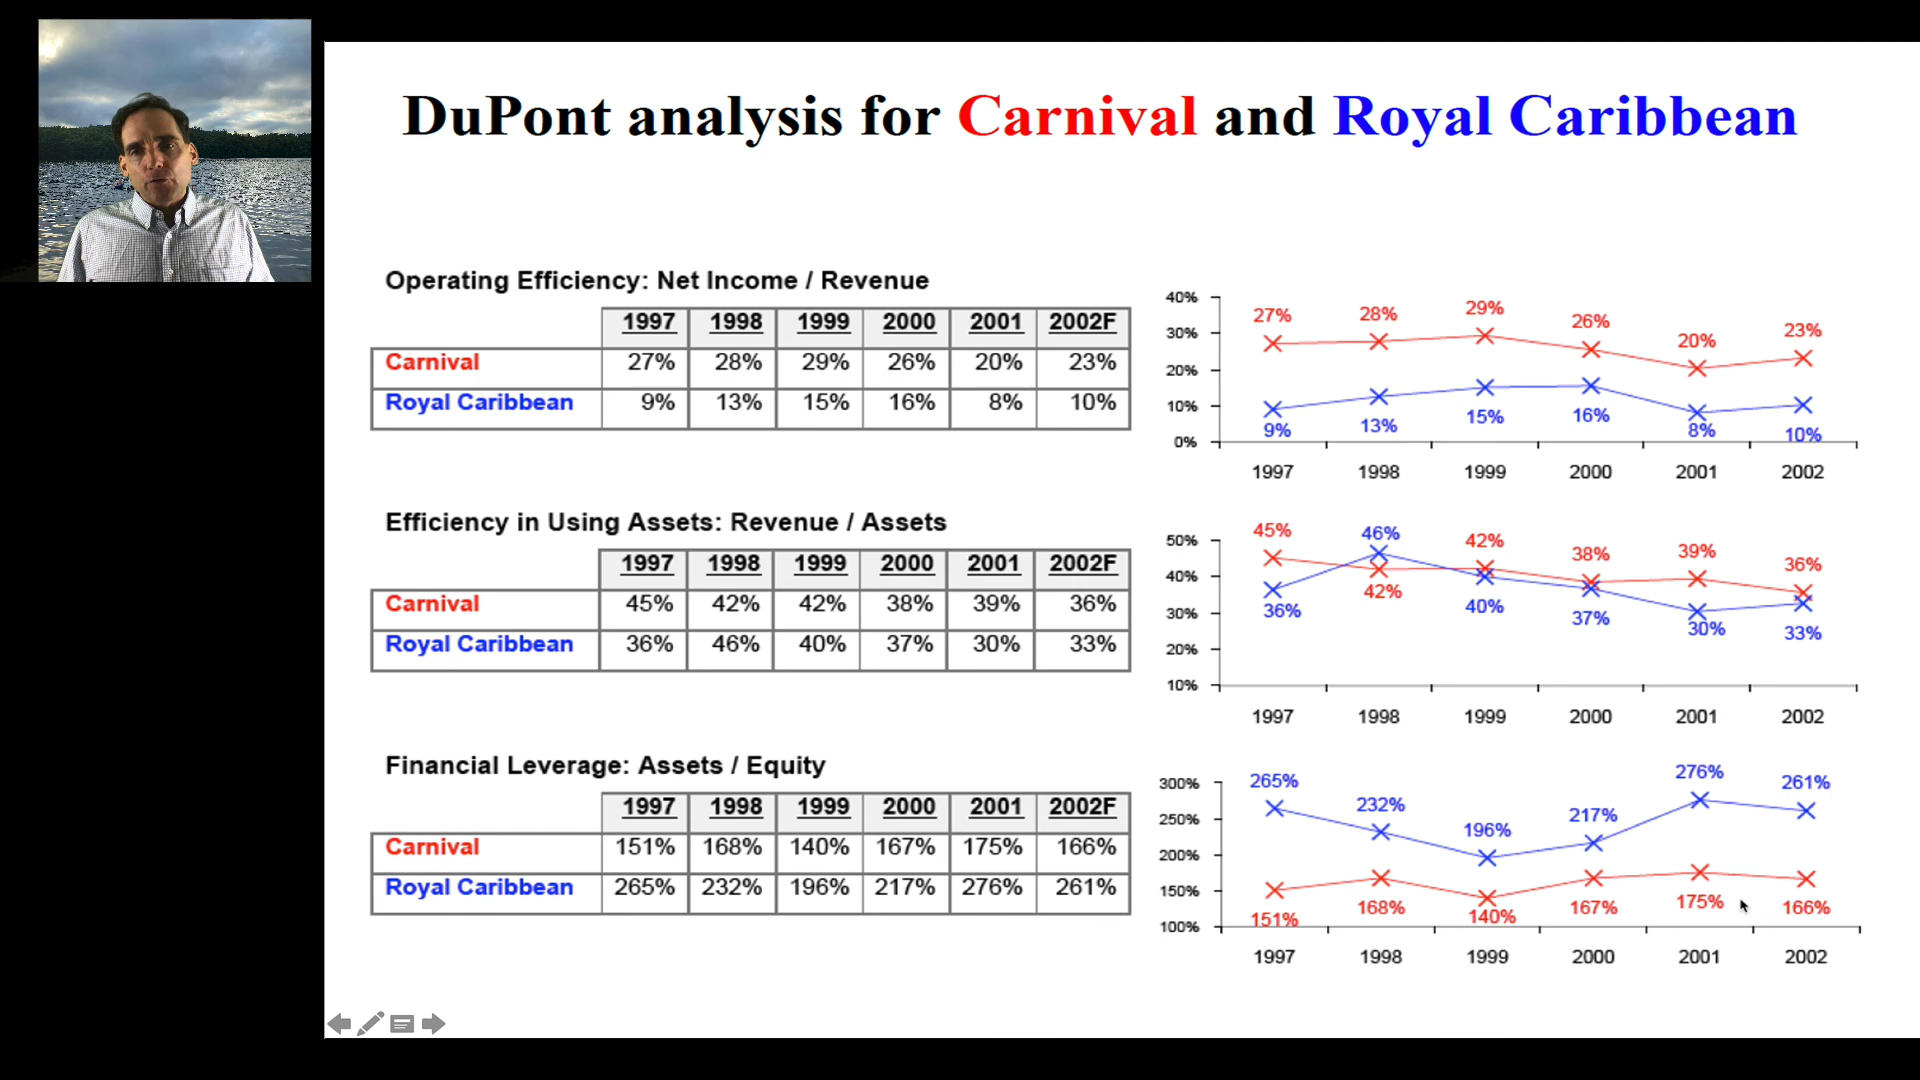 DuPont analysis for Carnival and Royal Caribbean
Operating Efficiency: Net Income / Revenue
1997 1998 1999 2000 2001 2002F
Carnival 27% 28% 29% 26% 20% 23%
Royal Caribbean 9% 13% 15% 16% 8% 10%
40%
30%
20%
10%
0%
27% 28% 29% 26% 20% 23%
9% 13% 15% 16% 8% 10%
1997 1998 1999 2000 2001 2002
Efficiency in Using Assets: Revenue / Assets
1997 1998 1999 2000 2001 2002F
Carnival 45% 42% 42% 38% 39% 36%
Royal Caribbean 36% 46% 40% 37% 30% 33%
50%
40%
30%
20%
10%
45% 46% 42% 38% 39% 36%
36% 42% 40% 37% 30% 33%
1997 1998 1999 2000 2001 2002
Financial Leverage: Assets / Equity
1997 1998 1999 2000 2001 2002F
Carnival 151% 168% 140% 167% 175% 166%
Royal Caribbean 265% 232% 196% 217% 276% 261%
300%
250%
200%
150%
100%
265% 232% 196% 217% 276% 261%
151% 168% 140% 167% 175% 166%
1997 1998 1999 2000 2001 2002